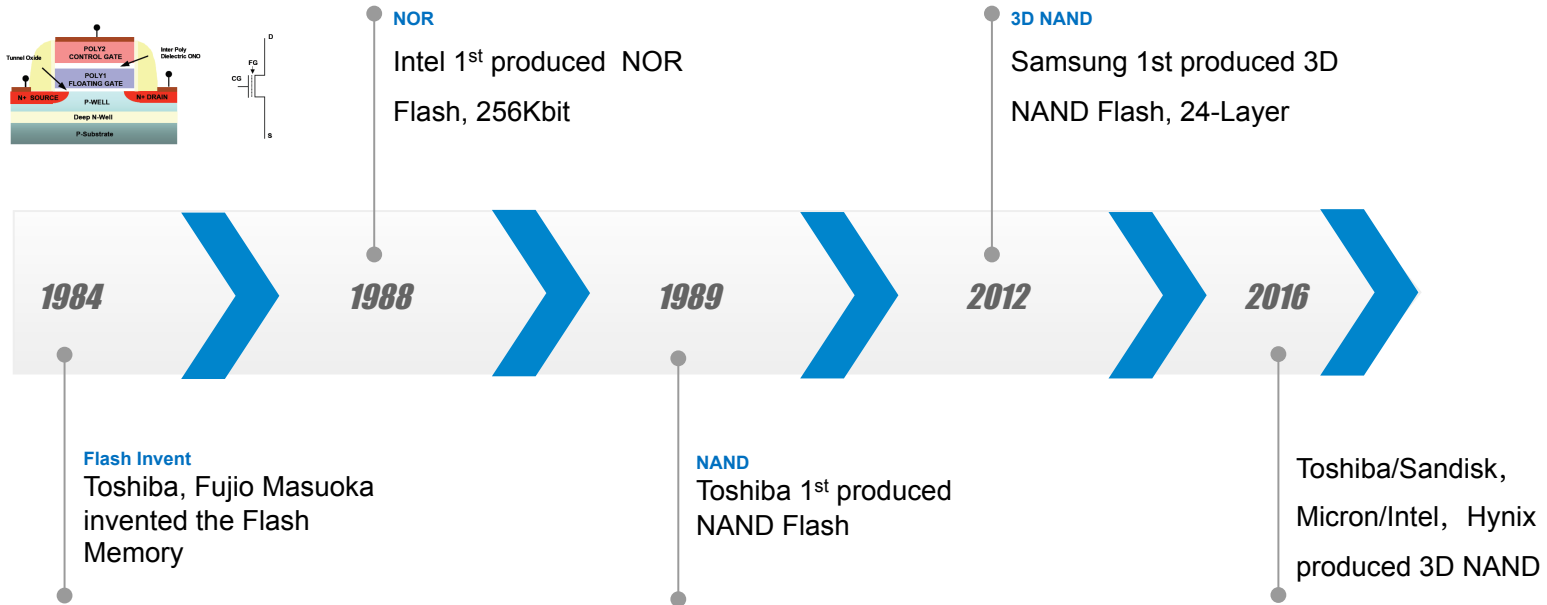 POLY2
CONTROL GATE
Inter Poly
Dielectric ONO
Tunnel Oxide
POLY1
FLOATING GATE
N+ SOURCE
P-WELL
N+ DRAIN
Deep N-Well
P-Substrate
D
FG
CG
S
NOR
Intel 1st produced NOR
Flash, 256Kbit
3D NAND
Samsung 1st produced 3D
NAND Flash, 24-Layer
1984
1988
1989
2012
2016
Flash Invent
Toshiba, Fujio Masuoka
invented the Flash
Memory
NAND
Toshiba 1st produced
NAND Flash
Toshiba/Sandisk,
Micron/Intel, Hynix
produced 3D NAND